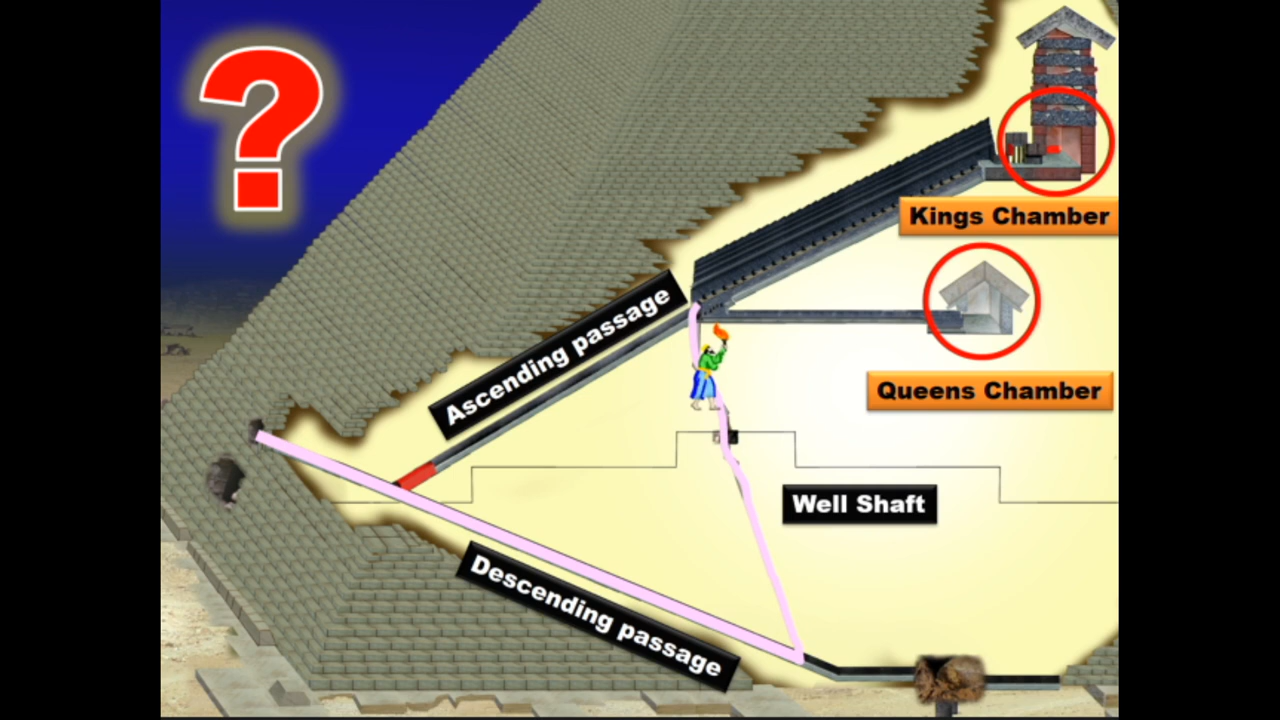 ?
Kings Chamber
Ascending passage
Queens Chamber
Well Shaft
Descending passage